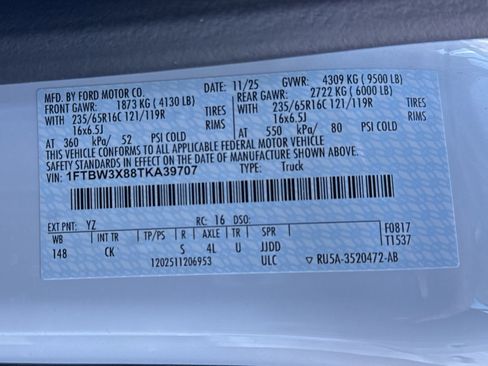 MFD. BY FORD MOTOR CO. 11/25 GVWR: 4309 KG (9500 LB)
FRONT GAWR: 1873 KG (4130 LB) REAR GAWR: 2722 KG (6000 LB)
WITH 235/65R16C 121/119R TIRES WITH 235/65R16C 121/119R TIRES
16x6.5J RIMS 16x6.5J RIMS
AT 360 kPa/ 52 PSI COLD AT 550 kPa/ 80 PSI COLD
THIS VEHICLE CONFORMS TO ALL APPLICABLE FEDERAL MOTOR VEHICLE
SAFETY STANDARDS IN EFFECT ON THE DATE OF MANUFACTURE SHOWN ABOVE.
VIN: 1FTBW3X88TKA39707 TYPE: Truck
EXT PNT: YZ RC: 16 DSO: F0817
WB INT TR TP/PS R AXLE TR SPR T1537
148 CK S 4L U JJDD
1202511206953 ULC ▽ RU5A-3520472-AB